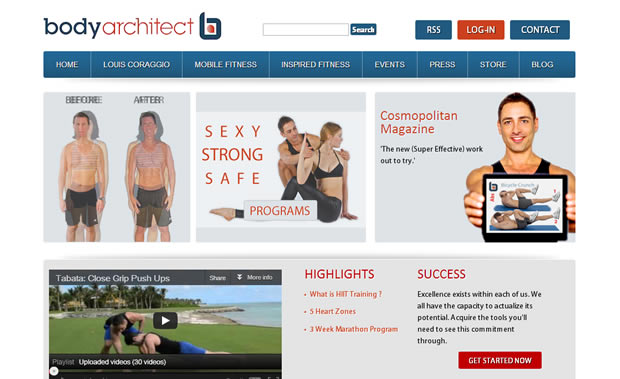 bodyarchitect
Search
RSS
LOG-IN
CONTACT
HOME
LOUIS CORAGGIO
MOBILE FITNESS
INSPIRED FITNESS
EVENTS
PRESS
STORE
BLOG
BEFORE
AFTER
SEXY
STRONG
SAFE
PROGRAMS
Cosmopolitan
Magazine
'The new (Super Effective) work
out to try.'
Bicycle Crunch
Abs
1
2
Tabata: Close Grip Push Ups
Share
More info
Playlist
Uploaded videos (30 videos)
HIGHLIGHTS
What is HIIT Training ?
5 Heart Zones
3 Week Marathon Program
SUCCESS
Excellence exists within each of us. We
all have the capacity to actualize its
potential. Acquire the tools you'll
need to see this commitment
through.
GET STARTED NOW